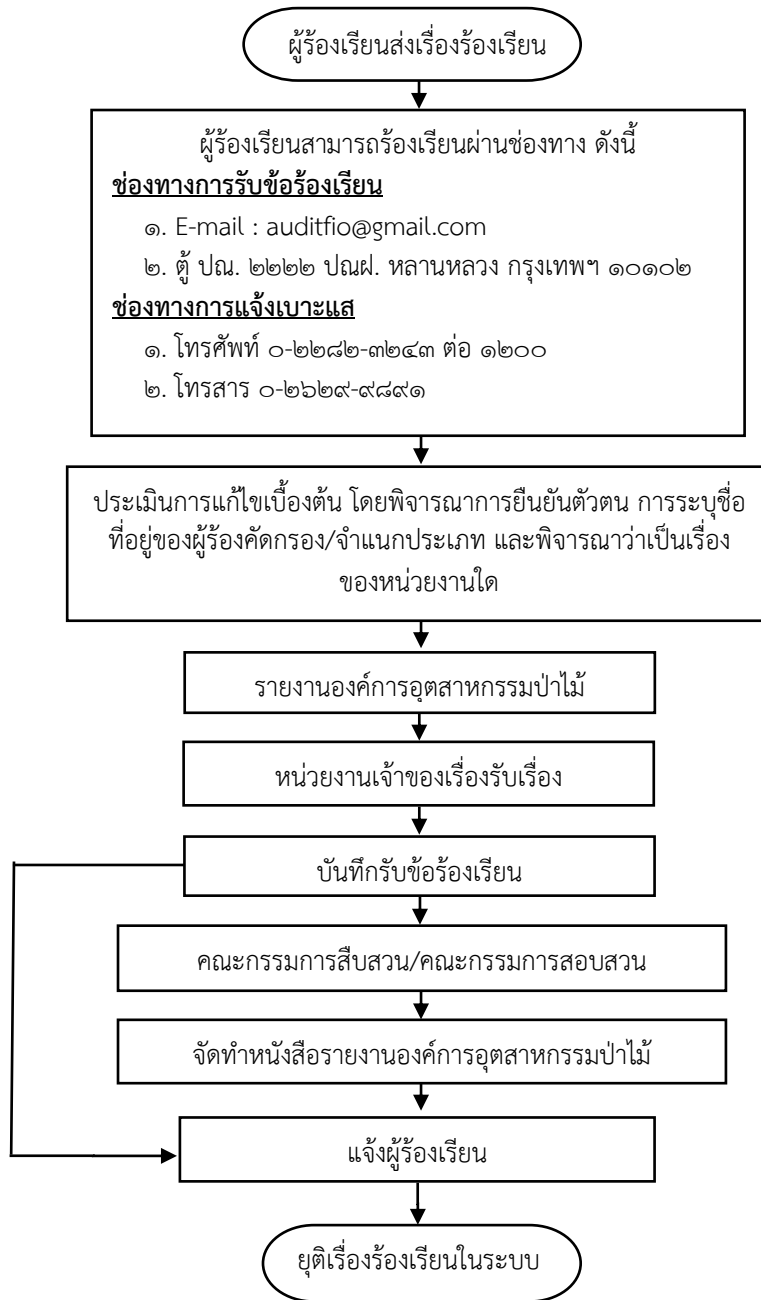 ผู้ร้องเรียนส่งเรื่องร้องเรียน
ผู้ร้องเรียนสามารถร้องเรียนผ่านช่องทาง ดังนี้
ช่องทางการรับข้อร้องเรียน
๑. E-mail : auditfio@gmail.com
๒. ตู้ ปณ. ๒๒๒๒ ปณฝ. หลานหลวง กรุงเทพฯ ๑๐๑๐๒
ช่องทางการแจ้งเบาะแส
๑. โทรศัพท์ ๐-๒๒๘๒-๓๒๔๓ ต่อ ๑๒๐๐
๒. โทรสาร ๐-๒๖๒๙-๙๘๙๑
ประเมินการแก้ไขเบื้องต้น โดยพิจารณาการยืนยันตัวตน การระบุชื่อ
ที่อยู่ของผู้ร้องคัดกรอง/จำแนกประเภท และพิจารณาว่าเป็นเรื่อง
ของหน่วยงานใด
รายงานองค์การอุตสาหกรรมป่าไม้
หน่วยงานเจ้าของเรื่องรับเรื่อง
บันทึกรับข้อร้องเรียน
คณะกรรมการสืบสวน/คณะกรรมการสอบสวน
จัดทำหนังสือรายงานองค์การอุตสาหกรรมป่าไม้
แจ้งผู้ร้องเรียน
ยุติเรื่องร้องเรียนในระบบ